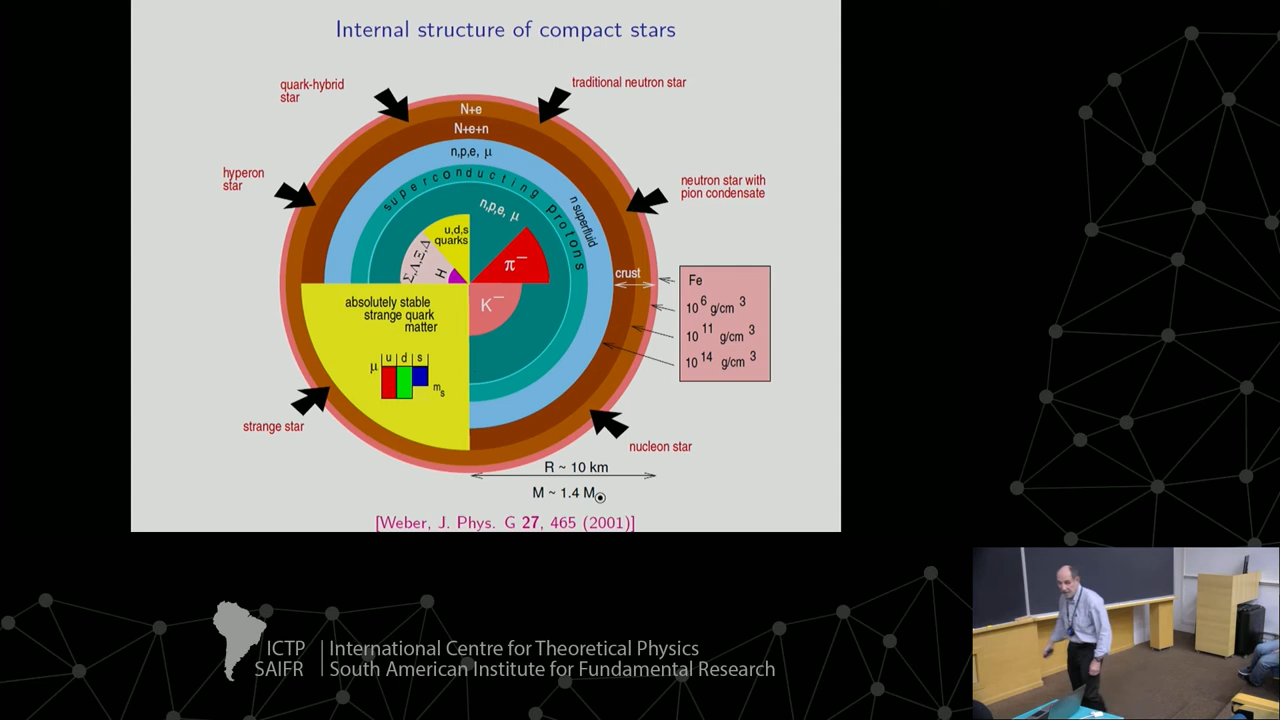 Internal structure of compact stars
quark-hybrid
star
traditional neutron star
hyperon
star
neutron star with
pion condensate
N+e
N+e+n
n,p,e, μ
superconducting protons
n superfluid
n,p,e, μ
u,d,s
quarks
Σ,Λ,Ξ,Δ
H
π⁻
K⁻
crust
Fe
10⁶ g/cm³
10¹¹ g/cm³
10¹⁴ g/cm³
absolutely stable
strange quark
matter
u d s
μ
mₛ
strange star
nucleon star
R ~ 10 km
M ~ 1.4 M☉
[Weber, J. Phys. G 27, 465 (2001)]
ICTP
SAIFR
International Centre for Theoretical Physics
South American Institute for Fundamental Research